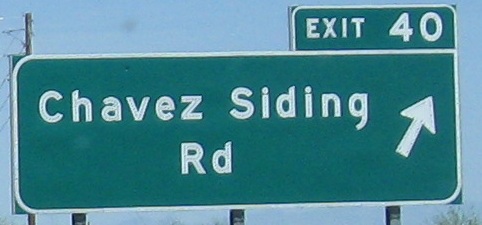 EXIT 40
Chavez Siding
Rd